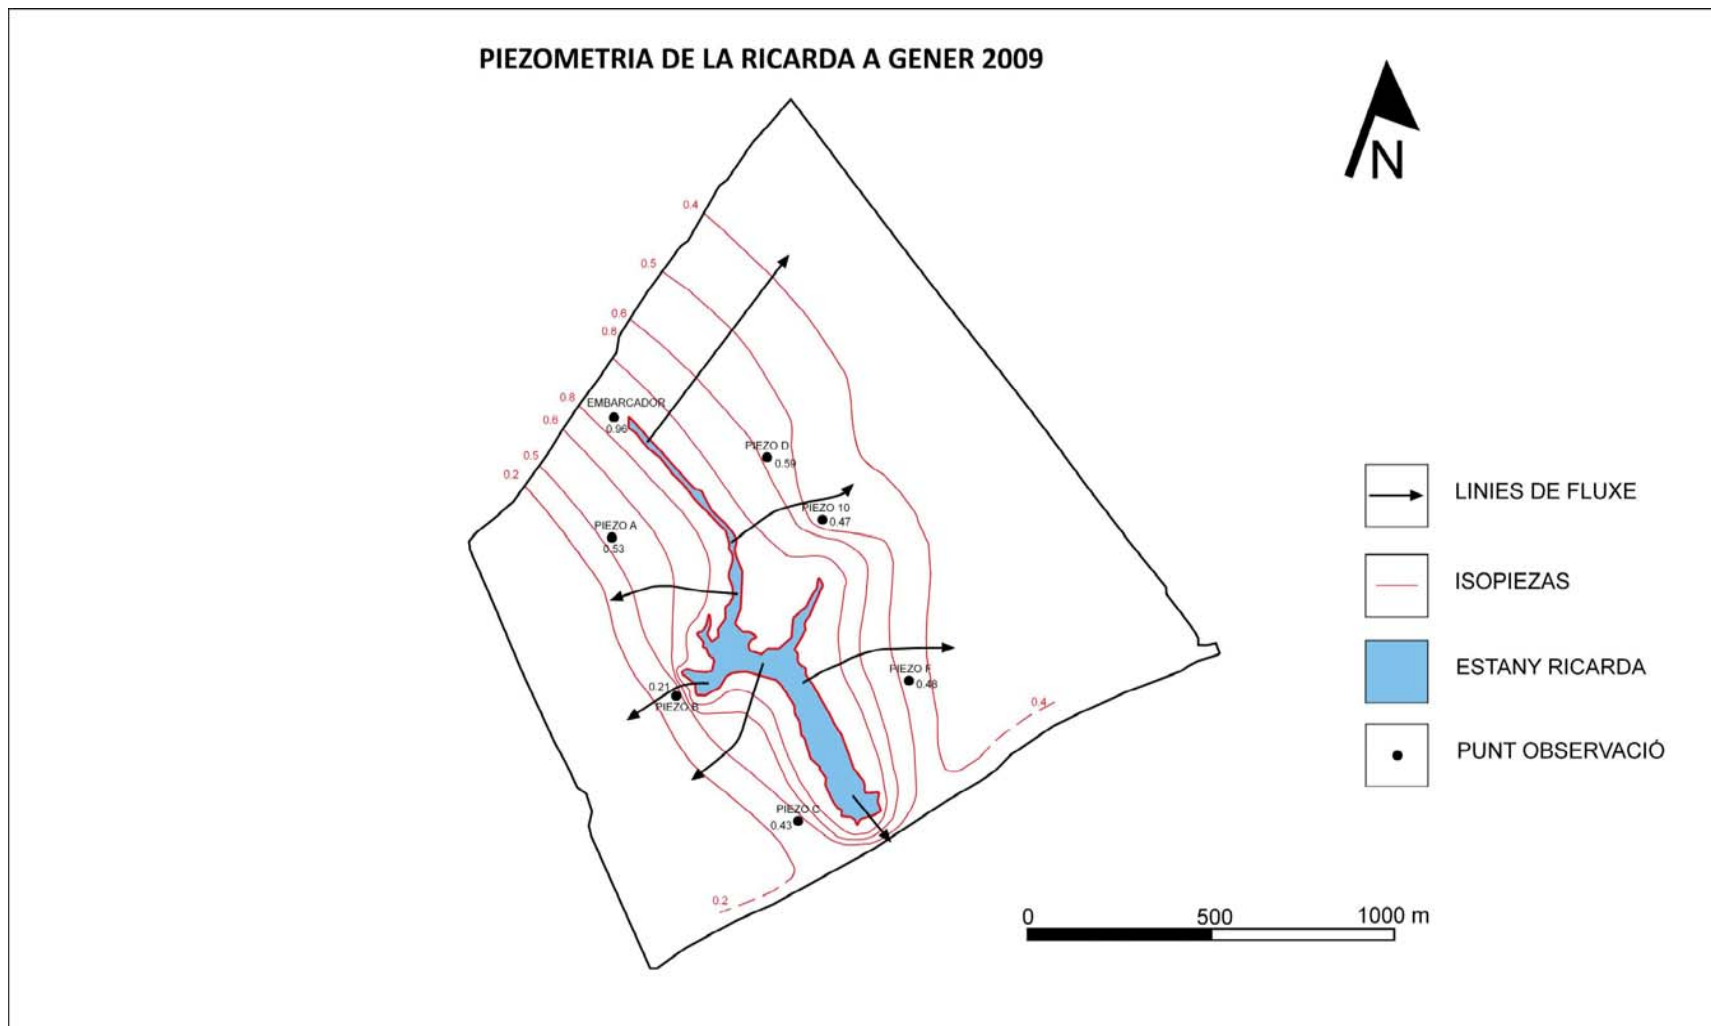 PIEZOMETRIA DE LA RICARDA A GENER 2009
N
0.4
0.5
0.6
0.8
0.8
0.6
0.5
0.2
EMBARCADOR
0.96
PIEZO D
0.59
PIEZO 10
0.47
PIEZO A
0.53
PIEZO F
0.48
0.21
PIEZO B
PIEZO C
0.43
0.4
0.2
LINIES DE FLUXE
ISOPIEZAS
ESTANY RICARDA
PUNT OBSERVACIÓ
0 500 1000 m